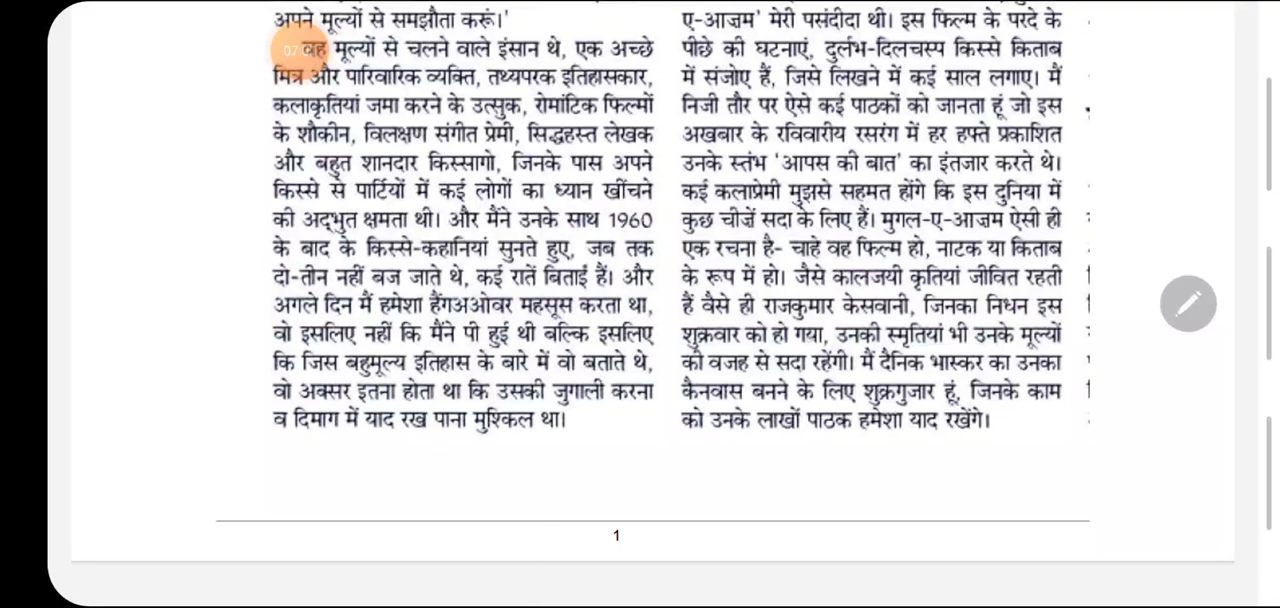 अपने मूल्यों से समझौता करूं।'
वह मूल्यों से चलने वाले इंसान थे, एक अच्छे
मित्र और पारिवारिक व्यक्ति, तथ्यपरक इतिहासकार,
कलाकृतियां जमा करने के उत्सुक, रोमांटिक फिल्मों
के शौकीन, विलक्षण संगीत प्रेमी, सिद्धहस्त लेखक
और बहुत शानदार किस्सागो, जिनके पास अपने
किस्से से पार्टियों में कई लोगों का ध्यान खींचने
की अद्भुत क्षमता थी। और मैंने उनके साथ 1960
के बाद के किस्से-कहानियां सुनते हुए, जब तक
दो-तीन नहीं बज जाते थे, कई रातें बिताईं हैं। और
अगले दिन मैं हमेशा हैंगअओवर महसूस करता था,
वो इसलिए नहीं कि मैंने पी हुई थी बल्कि इसलिए
कि जिस बहुमूल्य इतिहास के बारे में वो बताते थे,
वो अक्सर इतना होता था कि उसकी जुगाली करना
व दिमाग में याद रख पाना मुश्किल था।
ए-आज़म' मेरी पसंदीदा थी। इस फिल्म के परदे के
पीछे की घटनाएं, दुर्लभ-दिलचस्प किस्से किताब
में संजोए हैं, जिसे लिखने में कई साल लगाए। मैं
निजी तौर पर ऐसे कई पाठकों को जानता हूं जो इस
अखबार के रविवारीय रसरंग में हर हफ्ते प्रकाशित
उनके स्तंभ 'आपस की बात' का इंतजार करते थे।
कई कलाप्रेमी मुझसे सहमत होंगे कि इस दुनिया में
कुछ चीज़ें सदा के लिए हैं। मुगल-ए-आजम ऐसी ही
एक रचना है- चाहे वह फिल्म हो, नाटक या किताब
के रूप में हो। जैसे कालजयी कृतियां जीवित रहती
हैं वैसे ही राजकुमार केसवानी, जिनका निधन इस
शुक्रवार को हो गया, उनकी स्मृतियां भी उनके मूल्यों
की वजह से सदा रहेंगी। मैं दैनिक भास्कर का उनका
कैनवास बनने के लिए शुक्रगुजार हूं, जिनके काम
को उनके लाखों पाठक हमेशा याद रखेंगे।
1